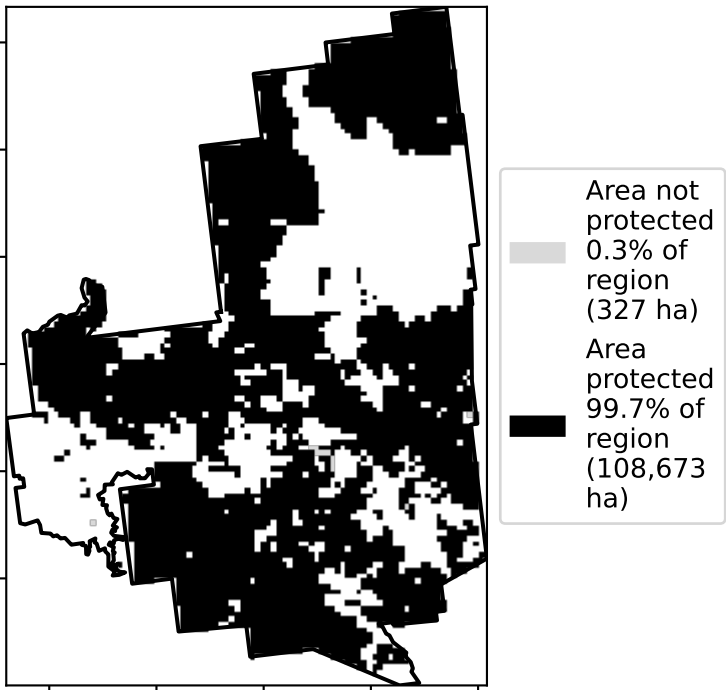 Area not
protected
0.3% of
region
(327 ha)
Area
protected
99.7% of
region
(108,673
ha)